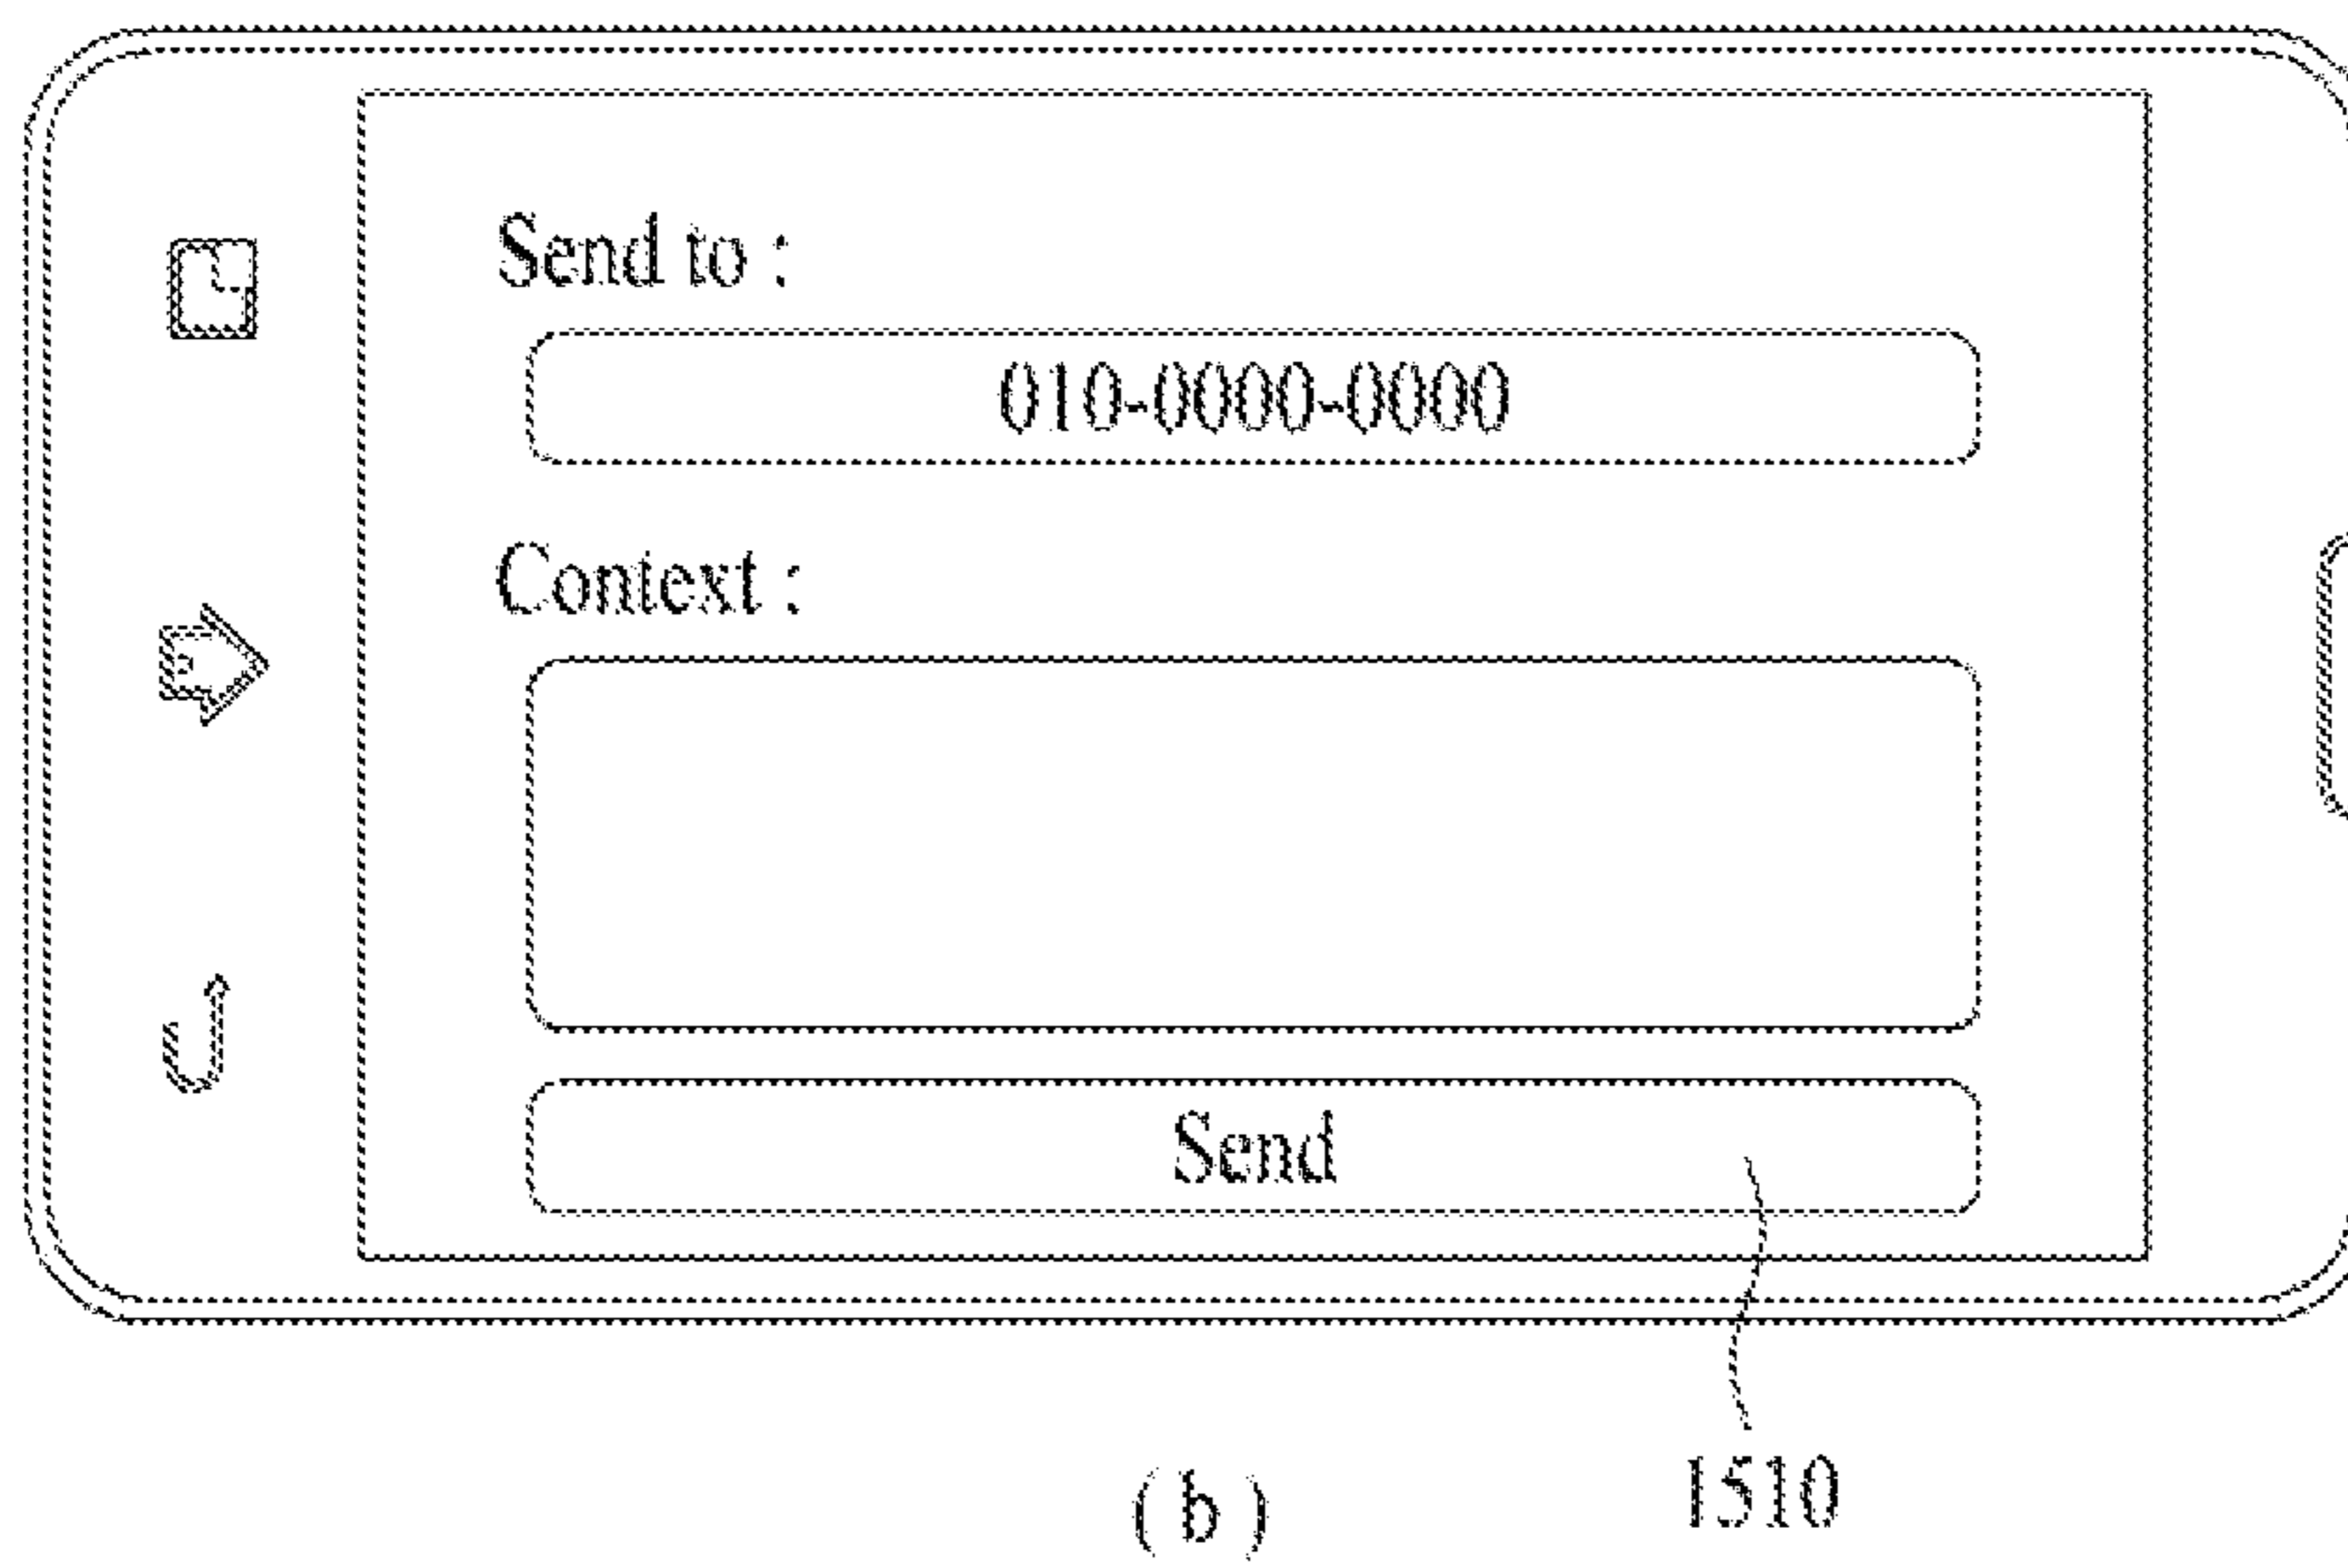 Send to :
010-0000-0000
Context :
Send
1510
( b )